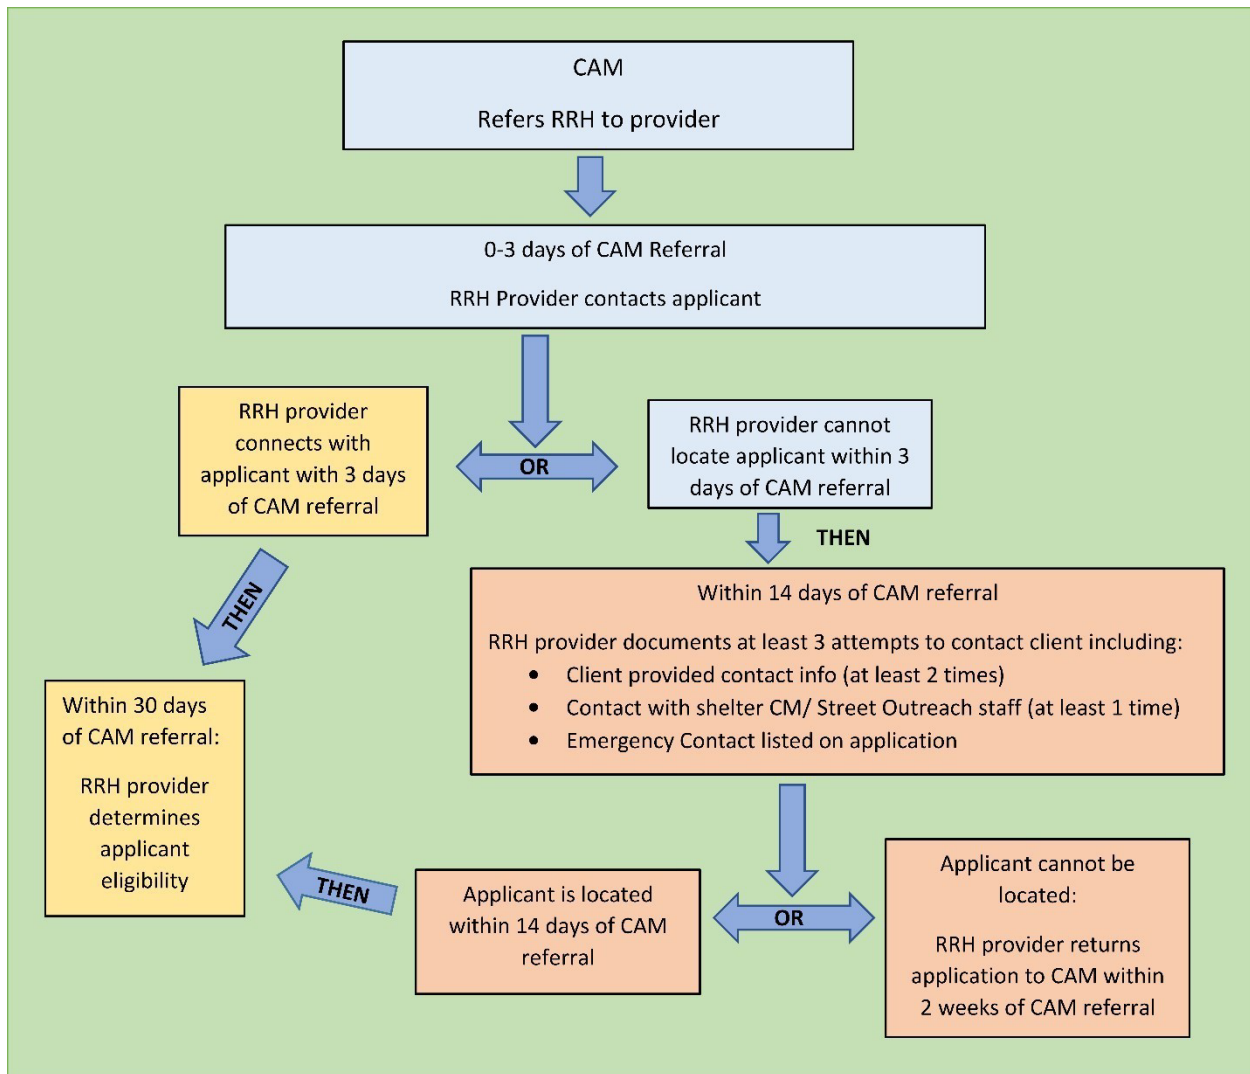 CAM
Refers RRH to provider
0-3 days of CAM Referral
RRH Provider contacts applicant
RRH provider
connects with
applicant with 3 days
of CAM referral
OR
RRH provider cannot
locate applicant within 3
days of CAM referral
THEN
THEN
Within 14 days of CAM referral
RRH provider documents at least 3 attempts to contact client including:
• Client provided contact info (at least 2 times)
• Contact with shelter CM/ Street Outreach staff (at least 1 time)
• Emergency Contact listed on application
Within 30 days
of CAM referral:
RRH provider
determines
applicant
eligibility
THEN
Applicant is located
within 14 days of CAM
referral
OR
Applicant cannot be
located:
RRH provider returns
application to CAM within
2 weeks of CAM referral